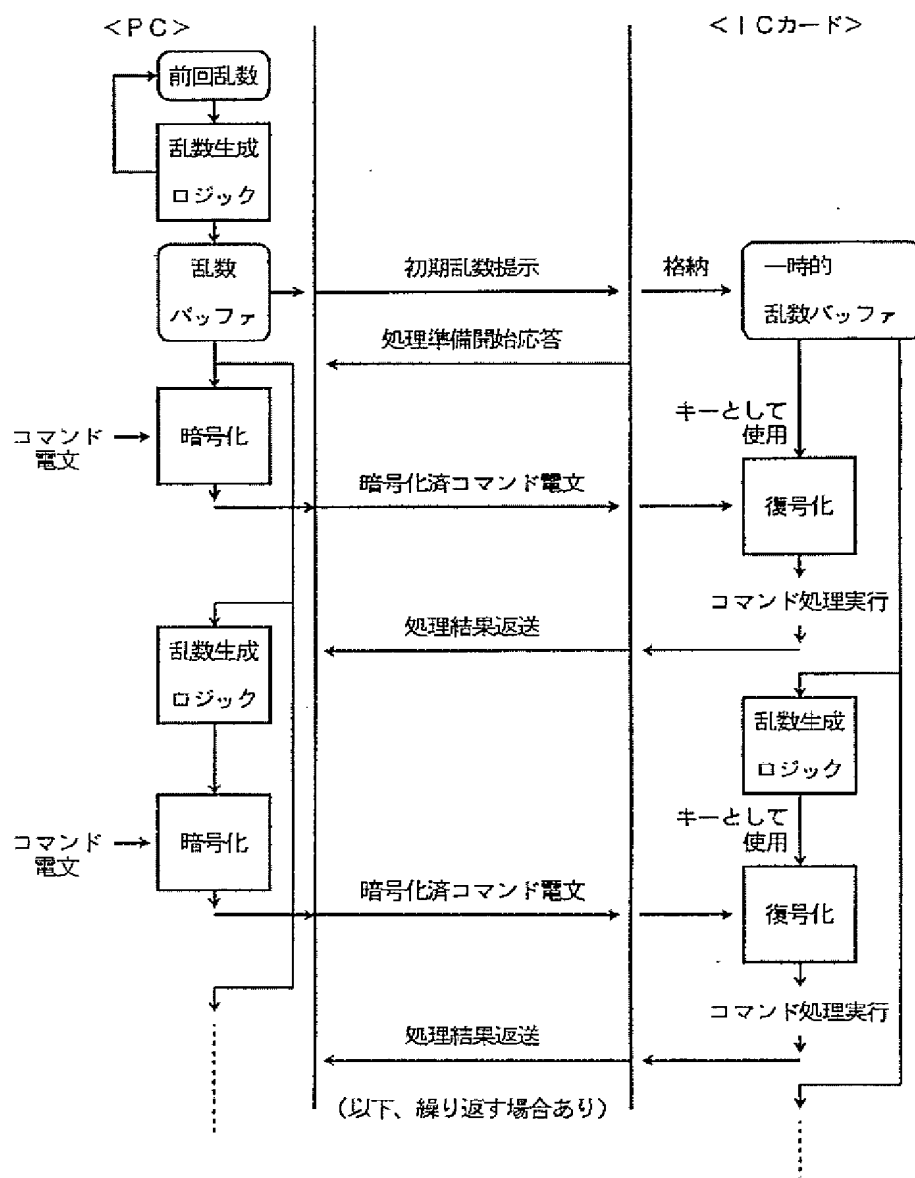 <PC>
<ICカード>
前回乱数
乱数生成
ロジック
乱数
バッファ
初期乱数提示
格納
一時的
乱数バッファ
処理準備開始応答
コマンド
電文
暗号化
キーとして
使用
暗号化済コマンド電文
復号化
コマンド処理実行
処理結果返送
乱数生成
ロジック
乱数生成
ロジック
コマンド
電文
暗号化
キーとして
使用
暗号化済コマンド電文
復号化
コマンド処理実行
処理結果返送
(以下、繰り返す場合あり)